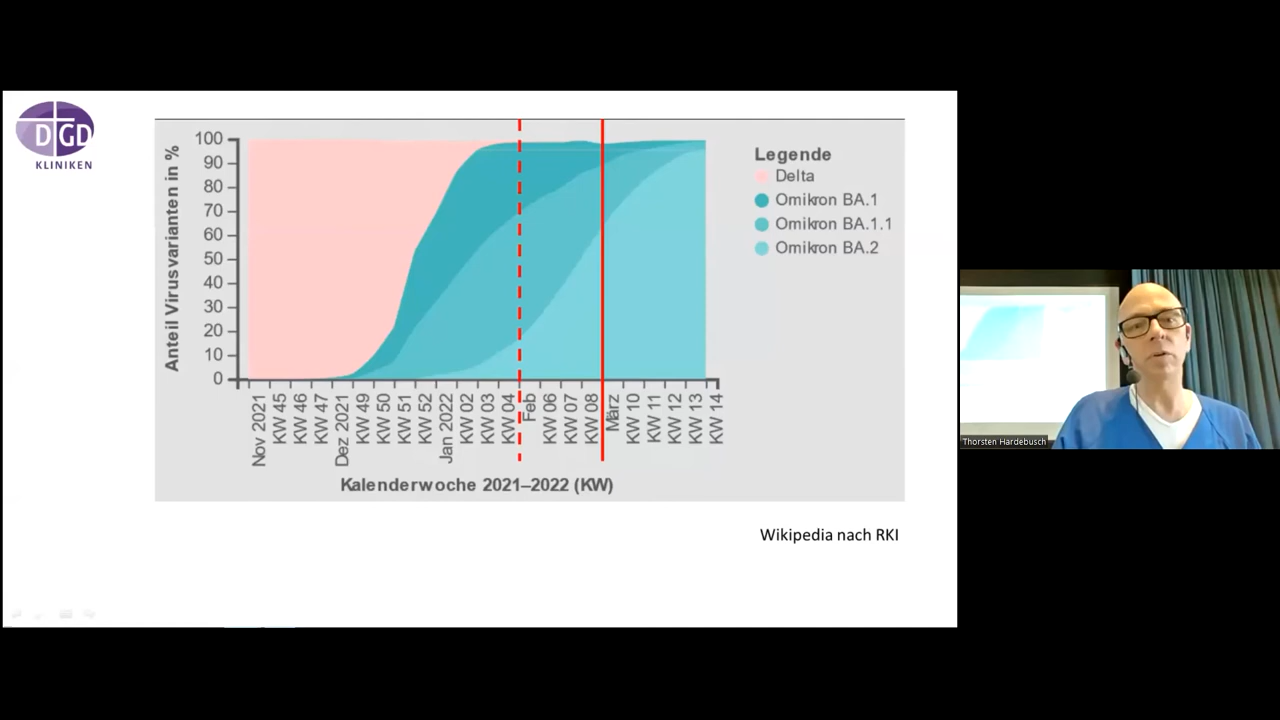 DGD
KLINIKEN
Anteil Virusvarianten in %
100
90
80
70
60
50
40
30
20
10
0
Nov 2021
KW 45
KW 46
KW 47
Dez 2021
KW 49
KW 50
KW 51
KW 52
Jan 2022
KW 02
KW 03
KW 04
Feb
KW 06
KW 07
KW 08
März
KW 10
KW 11
KW 12
KW 13
KW 14
Kalenderwoche 2021–2022 (KW)
Legende
Delta
Omikron BA.1
Omikron BA.1.1
Omikron BA.2
Wikipedia nach RKI
Thorsten Hardebusch